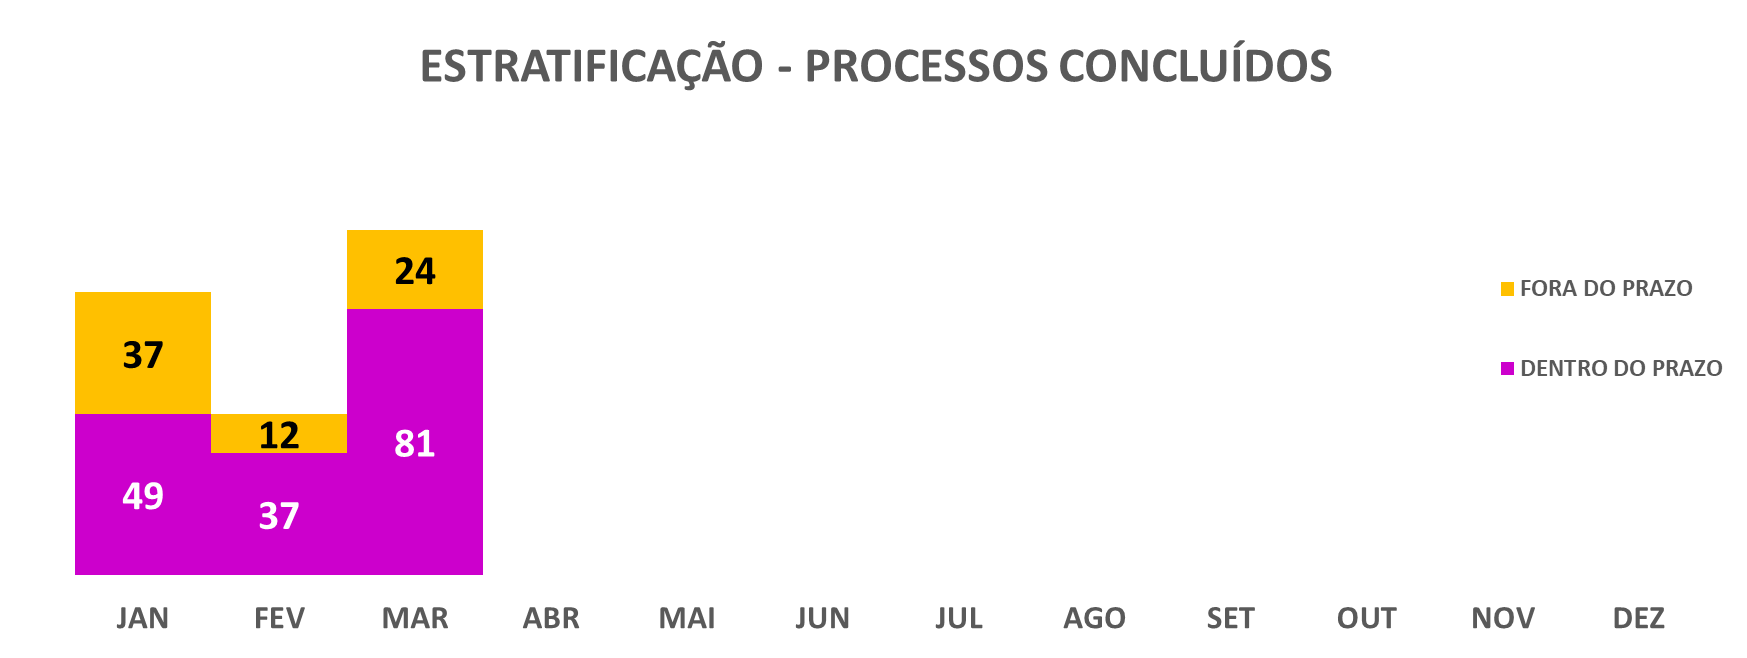 ESTRATIFICAÇÃO - PROCESSOS CONCLUÍDOS
24
37
12
81
49
37
FORA DO PRAZO
DENTRO DO PRAZO
JAN FEV MAR ABR MAI JUN JUL AGO SET OUT NOV DEZ